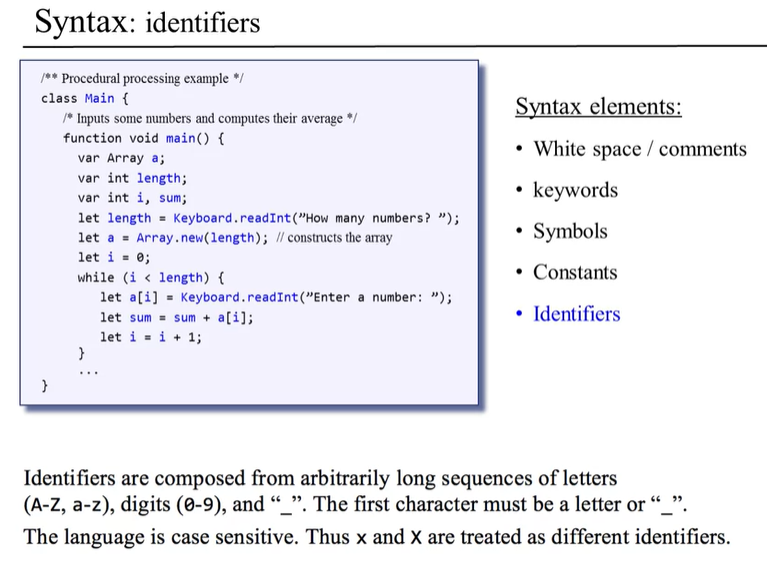 Syntax: identifiers
/** Procedural processing example */
class Main {
/* Inputs some numbers and computes their average */
function void main() {
var Array a;
var int length;
var int i, sum;
let length = Keyboard.readInt(”How many numbers? ”);
let a = Array.new(length); // constructs the array
let i = 0;
while (i < length) {
let a[i] = Keyboard.readInt(”Enter a number: ”);
let sum = sum + a[i];
let i = i + 1;
}
...
}
Syntax elements:
• White space / comments
• keywords
• Symbols
• Constants
• Identifiers
Identifiers are composed from arbitrarily long sequences of letters
(A-Z, a-z), digits (0-9), and “_”. The first character must be a letter or “_”.
The language is case sensitive. Thus x and X are treated as different identifiers.